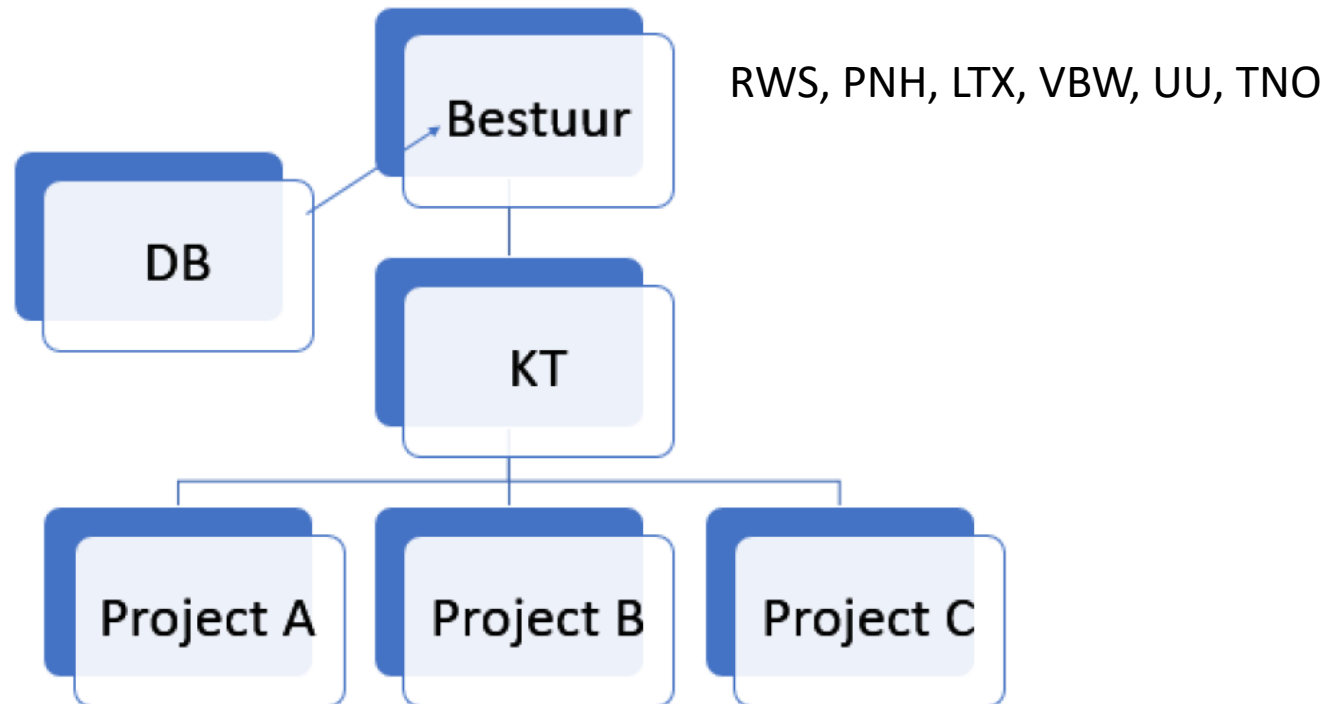 RWS, PNH, LTX, VBW, UU, TNO
Bestuur
DB
KT
Project A
Project B
Project C